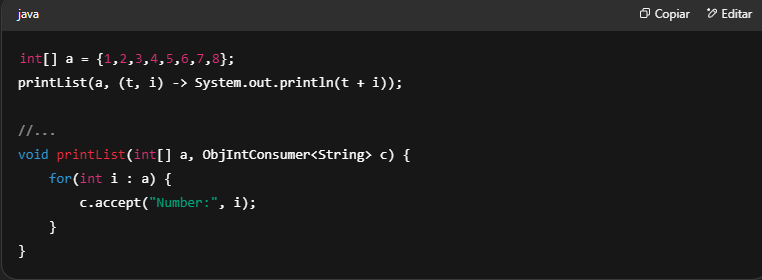 java
Copiar
Editar
int[] a = {1,2,3,4,5,6,7,8};
printList(a, (t, i) -> System.out.println(t + i));
//...
void printList(int[] a, ObjIntConsumer<String> c) {
    for(int i : a) {
        c.accept("Number:", i);
    }
}